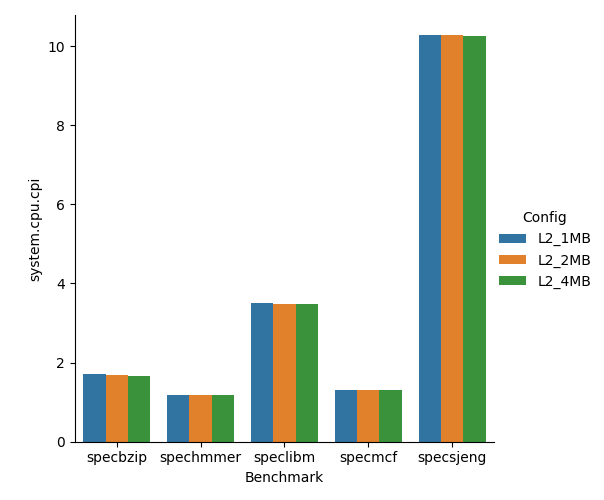 10
8
6
4
2
0
system.cpu.cpi
specbzip spechmmer speclibm specmcf specsjeng
Benchmark
Config
L2_1MB
L2_2MB
L2_4MB